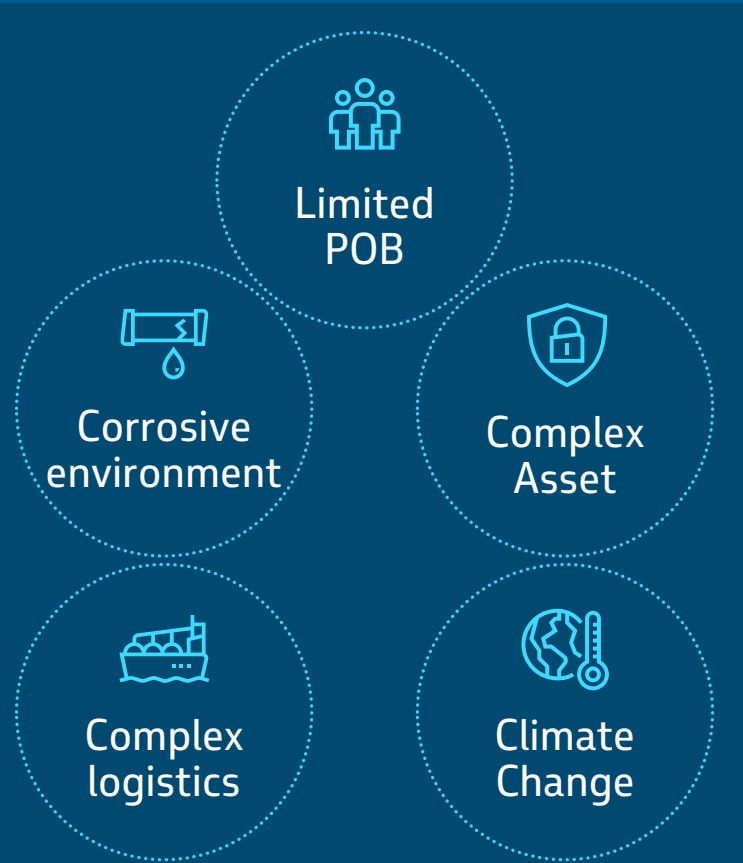 Limited
POB
Corrosive
environment
Complex
Asset
Complex
logistics
Climate
Change